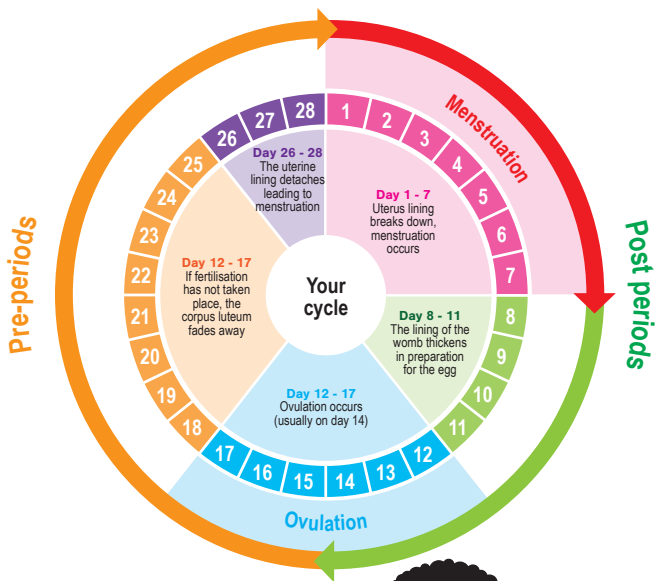 Your
cycle
Menstruation
Day 1 - 7
Uterus lining
breaks down,
menstruation
occurs
1
2
3
4
5
6
7
Post periods
Day 8 - 11
The lining of the
womb thickens
in preparation
for the egg
8
9
10
11
Day 12 - 17
Ovulation occurs
(usually on day 14)
12
13
14
15
16
17
Ovulation
Pre-periods
Day 12 - 17
If fertilisation
has not taken
place, the
corpus luteum
fades away
18
19
20
21
22
23
24
25
Day 26 - 28
The uterine
lining detaches
leading to
menstruation
26
27
28